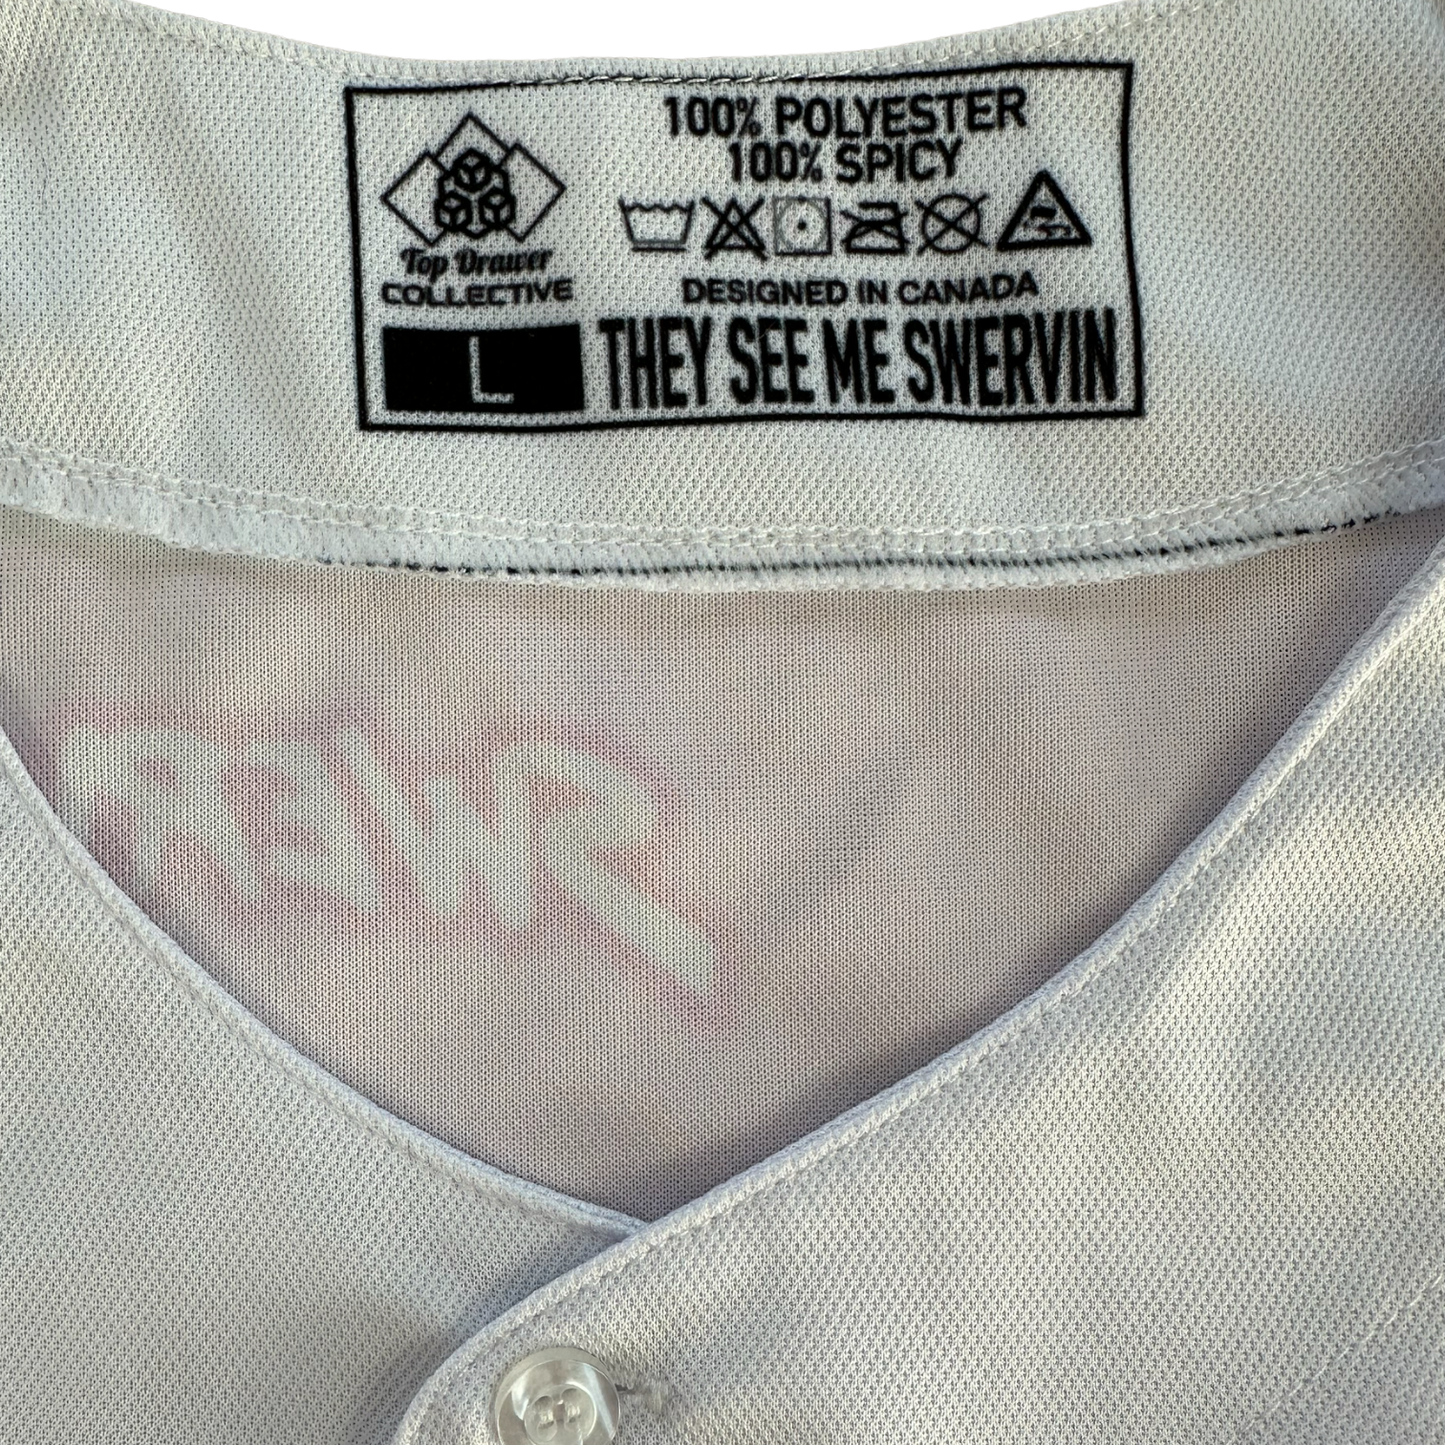 Top Drawer
COLLECTIVE
L
100% POLYESTER
100% SPICY
DESIGNED IN CANADA
THEY SEE ME SWERVIN